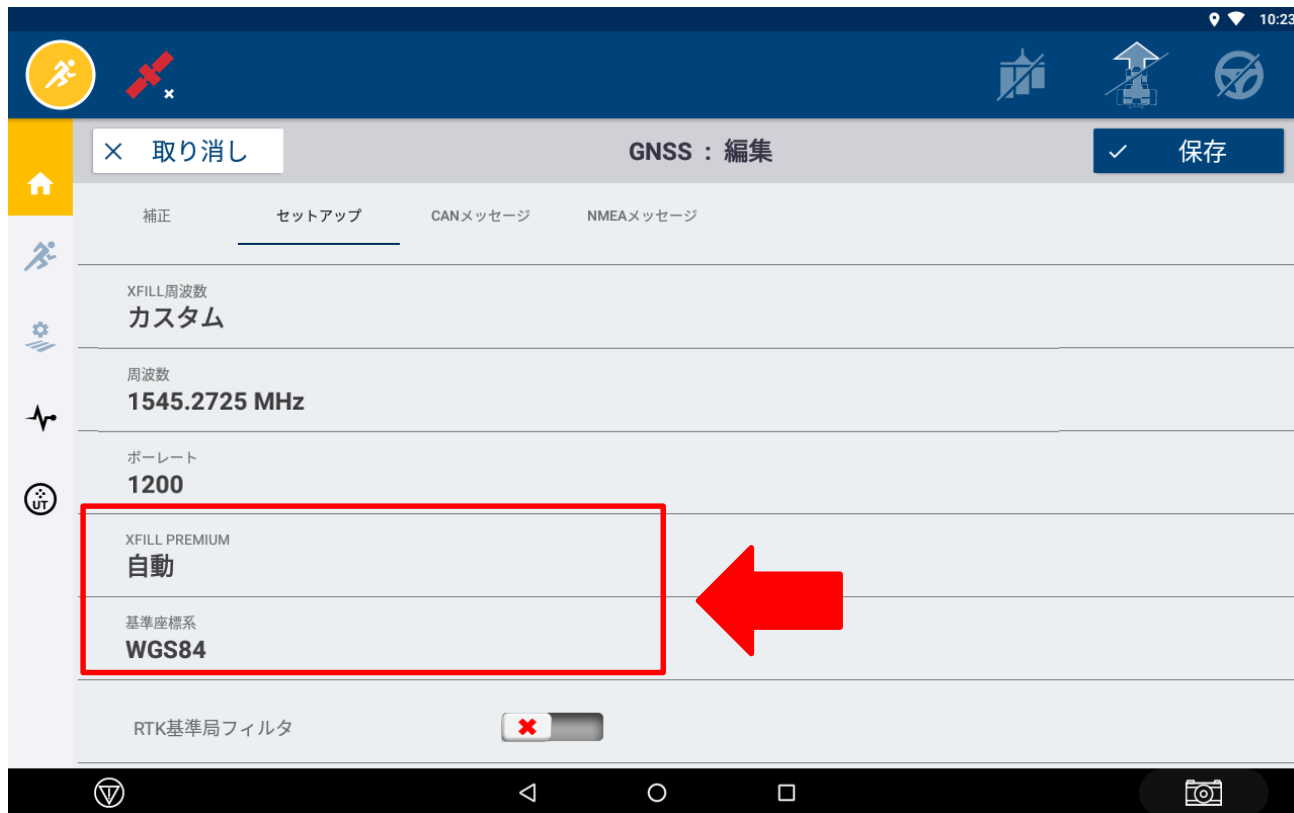 10:23
× 取り消し
GNSS : 編集
保存
補正 セットアップ CANメッセージ NMEAメッセージ
XFILL周波数
カスタム
周波数
1545.2725 MHz
ボーレート
1200
UT
XFILL PREMIUM
自動
基準座標系
WGS84
RTK基準局フィルタ